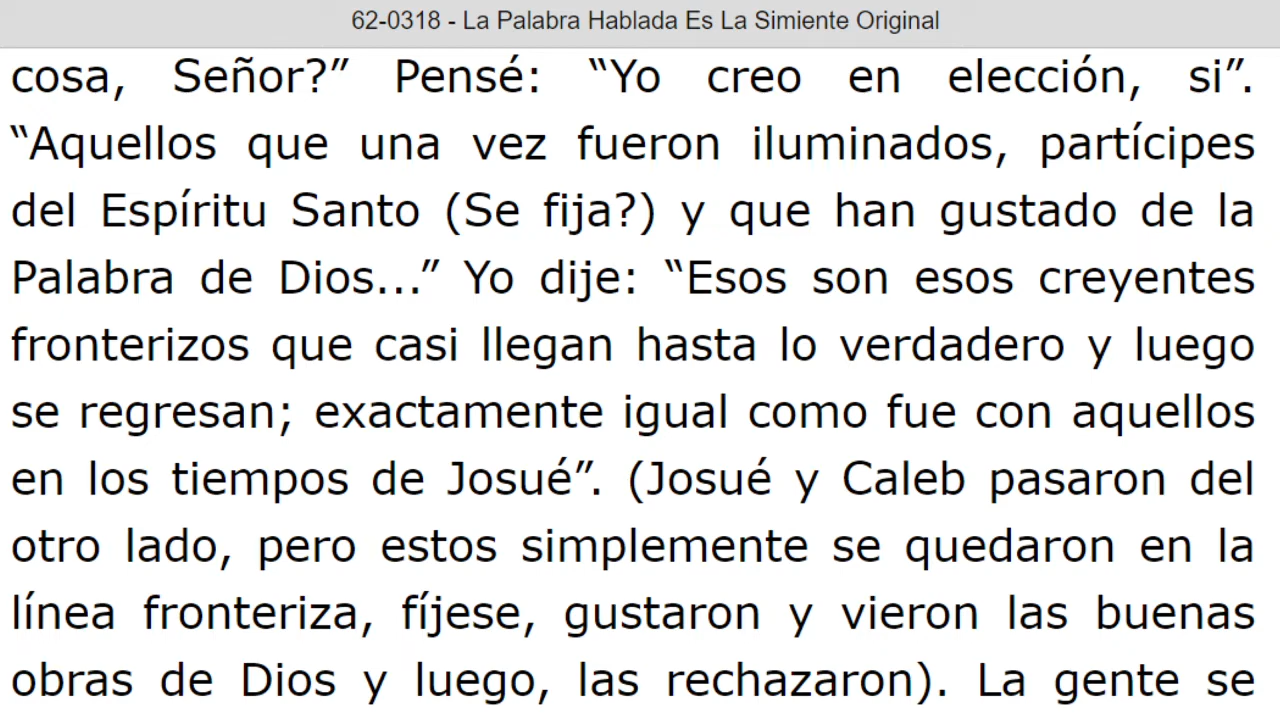 62-0318 - La Palabra Hablada Es La Simiente Original
cosa, Señor?” Pensé: “Yo creo en elección, si”.
“Aquellos que una vez fueron iluminados, partícipes
del Espíritu Santo (Se fija?) y que han gustado de la
Palabra de Dios...” Yo dije: “Esos son esos creyentes
fronterizos que casi llegan hasta lo verdadero y luego
se regresan; exactamente igual como fue con aquellos
en los tiempos de Josué”. (Josué y Caleb pasaron del
otro lado, pero estos simplemente se quedaron en la
línea fronteriza, fíjese, gustaron y vieron las buenas
obras de Dios y luego, las rechazaron). La gente se